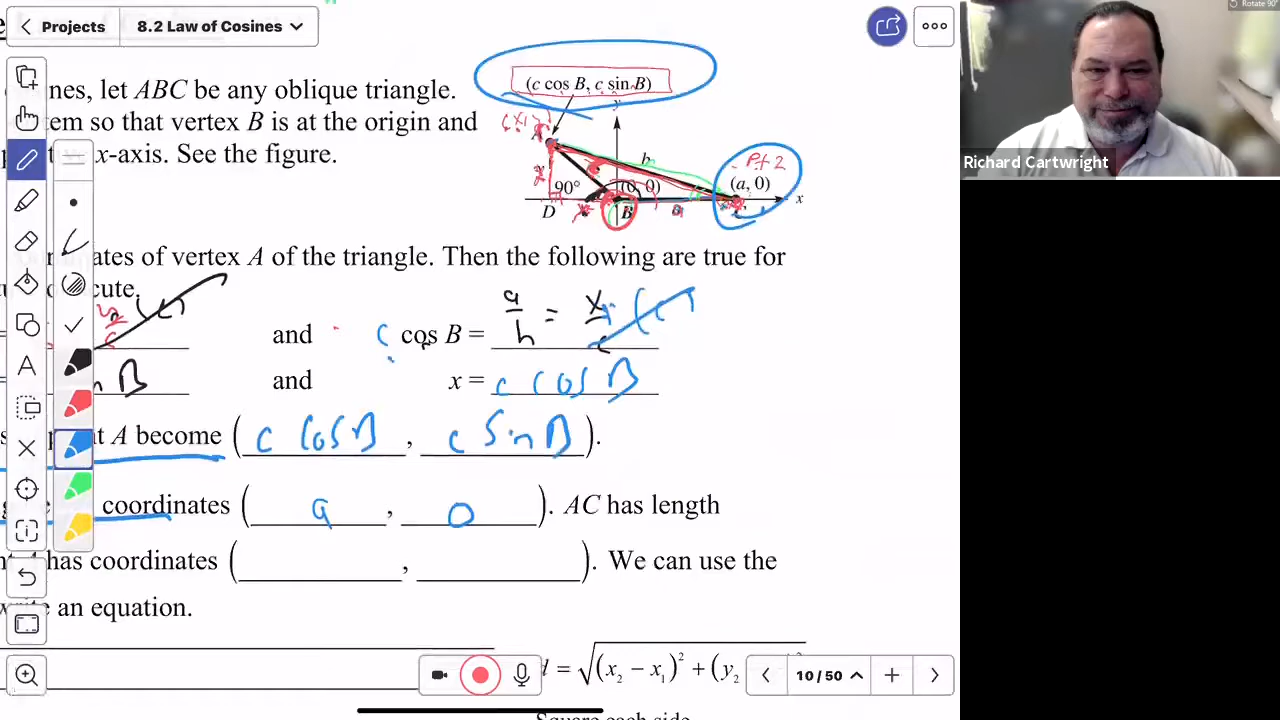 Projects 8.2 Law of Cosines
Rotate 90°
(c cos B, c sin B)
nes, let ABC be any oblique triangle.
tem so that vertex B is at the origin and
x-axis. See the figure.
y
b
Pt 2
90° (0, 0) (a, 0)
x
D B a
Richard Cartwright
ates of vertex A of the triangle. Then the following are true for
cute.
and c cos B = a/h = x/c
B and x = c cos B
t A become (c cos B, c sin B).
coordinates (a, 0). AC has length
has coordinates ( , ). We can use the
an equation.
= √(x₂ − x₁)² + (y₂
10/50
Square each side